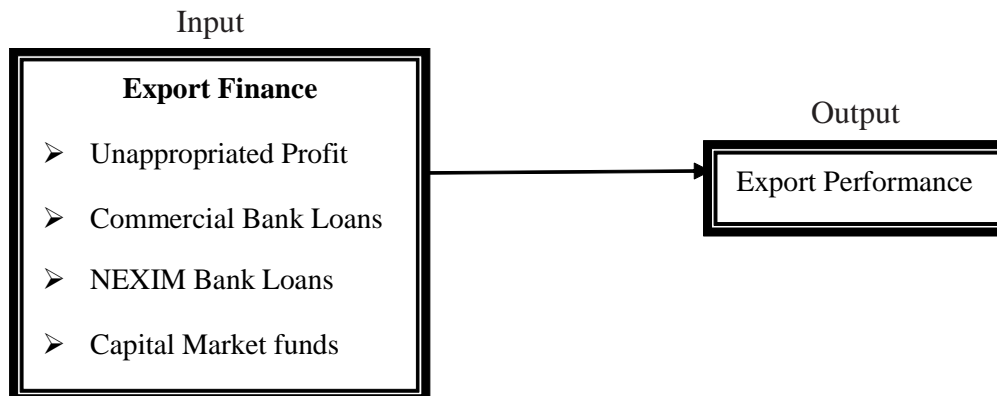 Input
Export Finance
➢ Unappropriated Profit
➢ Commercial Bank Loans
➢ NEXIM Bank Loans
➢ Capital Market funds
Output
Export Performance